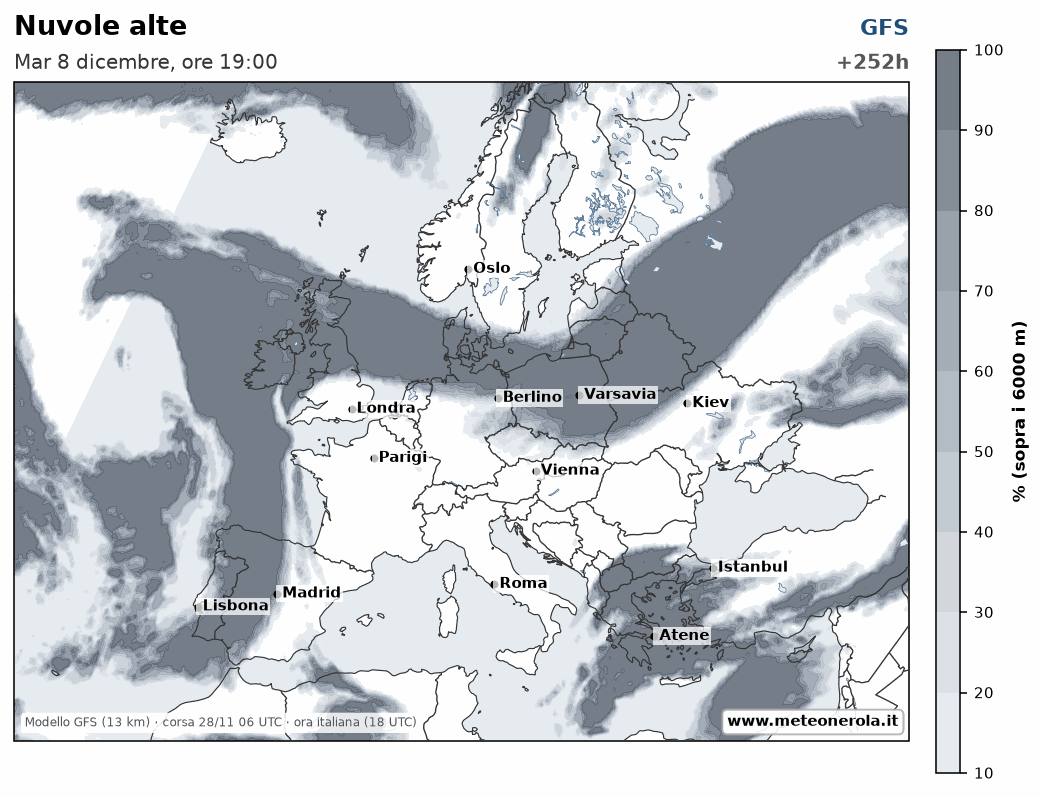 Nuvole alte
GFS
Mar 8 dicembre, ore 19:00
+252h
100
90
80
70
60
50
40
30
20
10
% (sopra i 6000 m)
Oslo
Londra
Berlino
Varsavia
Kiev
Parigi
Vienna
Istanbul
Roma
Madrid
Lisbona
Atene
Modello GFS (13 km) · corsa 28/11 06 UTC · ora italiana (18 UTC)
www.meteonerola.it